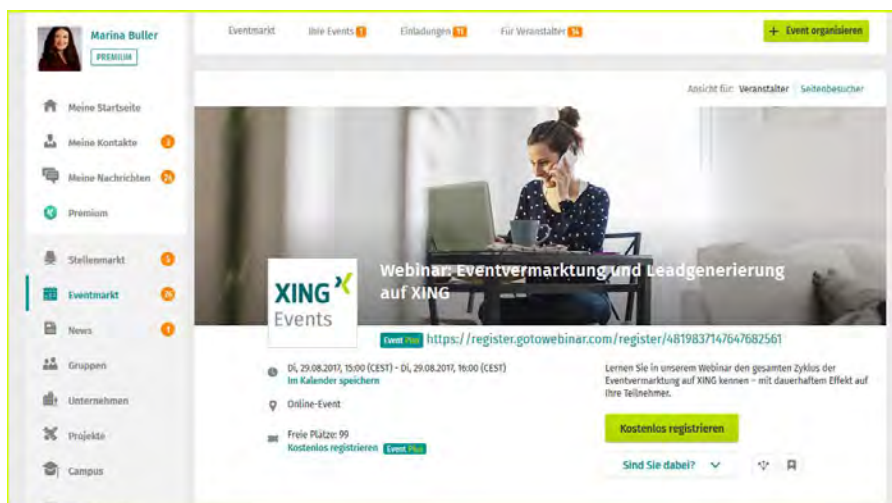 Marina Buller
PREMIUM
Meine Startseite
Meine Kontakte
Meine Nachrichten
Premium
Stellenmarkt
Eventmarkt
News
Gruppen
Unternehmen
Projekte
Campus
Eventmarkt
Ihre Events 1
Einladungen 11
Für Veranstalter 14
+ Event organisieren
Ansicht für: Veranstalter Seitenbesucher
XING
Events
Webinar: Eventvermarktung und Leadgenerierung
auf XING
Event Plus https://register.gotowebinar.com/register/4819837147647682561
Di, 29.08.2017, 15:00 (CEST) - Di, 29.08.2017, 16:00 (CEST)
Im Kalender speichern
Online-Event
Freie Plätze: 99
Kostenlos registrieren Event Plus
Lernen Sie in unserem Webinar den gesamten Zyklus der
Eventvermarktung auf XING kennen – mit dauerhaftem Effekt auf
Ihre Teilnehmer.
Kostenlos registrieren
Sind Sie dabei?